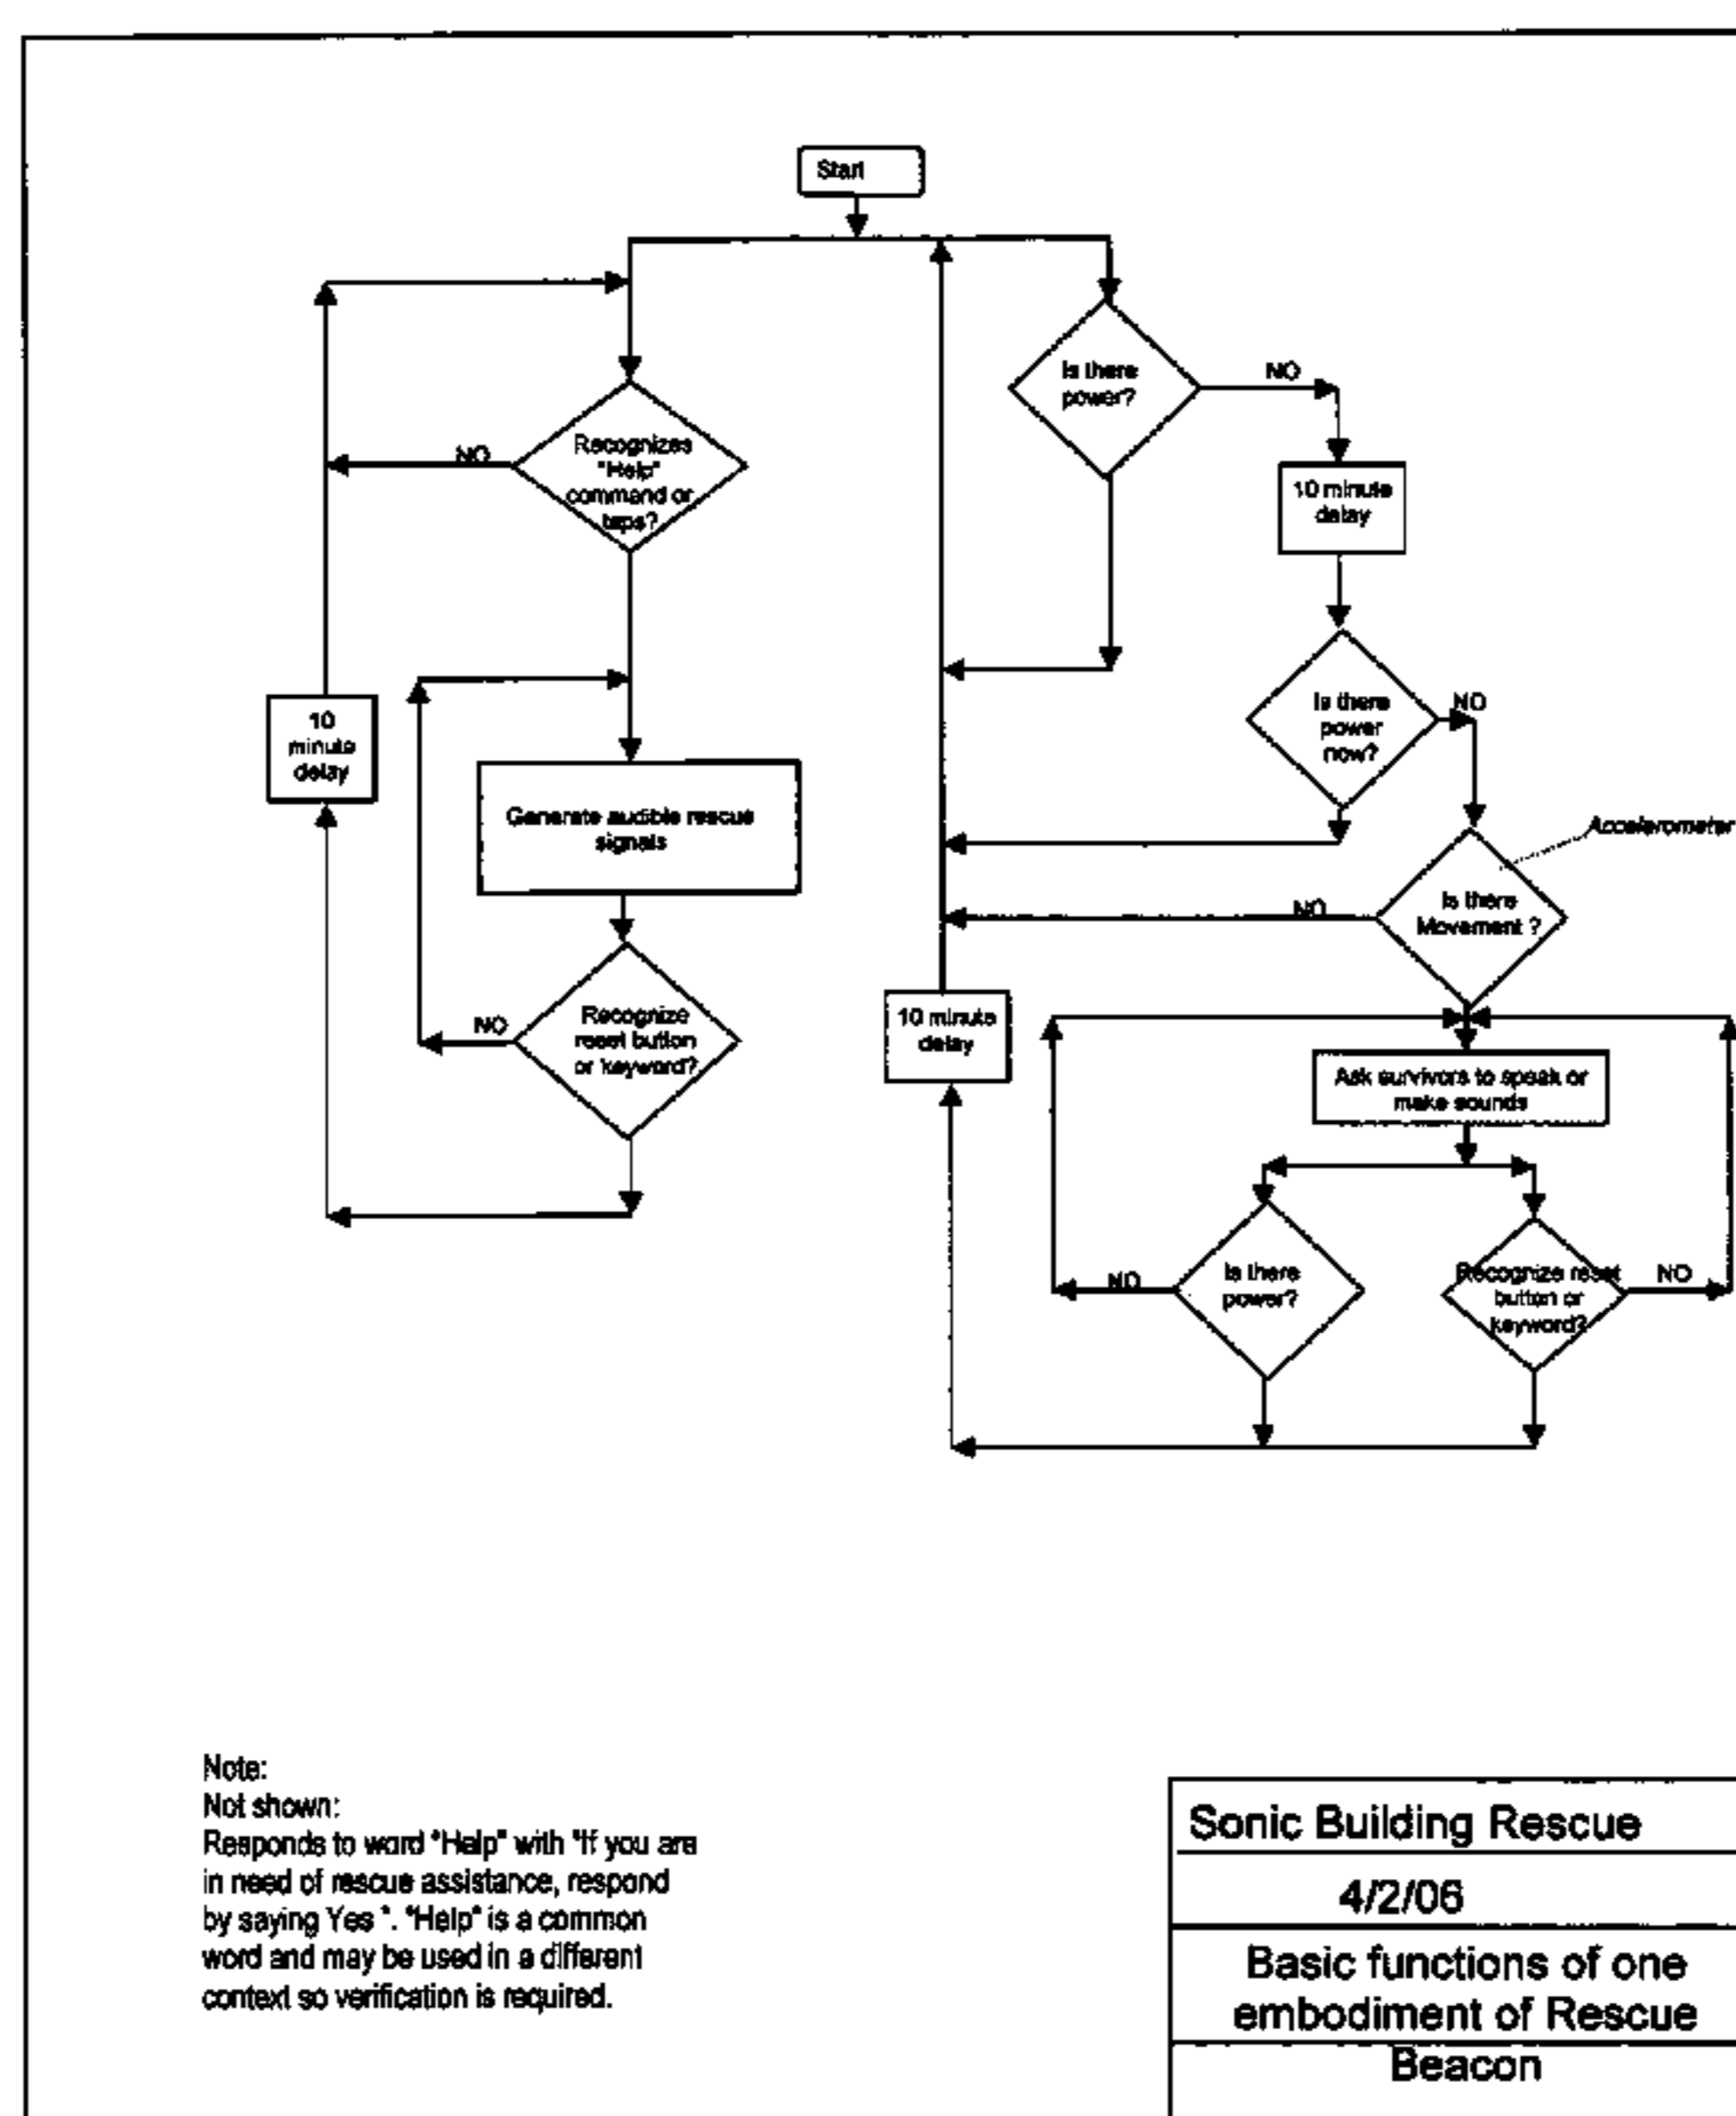 Start
Is there
power?
NO
Recognizes
"Help"
command or
taps?
NO
10 minute
delay
Is there
power
now?
NO
10
minute
delay
Generate audible rescue
signals
Accelerometer
Is there
Movement ?
NO
Recognize
reset button
or keyword?
NO
10 minute
delay
Ask survivors to speak or
make sounds
Is there
power?
NO
Recognize reset
button or
keyword?
NO
Note:
Not shown:
Responds to word "Help" with "If you are
in need of rescue assistance, respond
by saying Yes ". "Help" is a common
word and may be used in a different
context so verification is required.
Sonic Building Rescue
4/2/06
Basic functions of one
embodiment of Rescue
Beacon